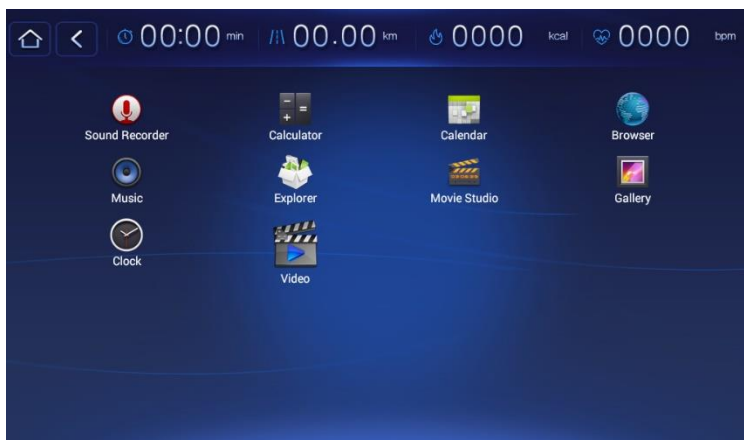 00:00 min 00.00 km 0000 kcal 0000 bpm
Sound Recorder Calculator Calendar Browser
Music Explorer Movie Studio Gallery
Clock Video